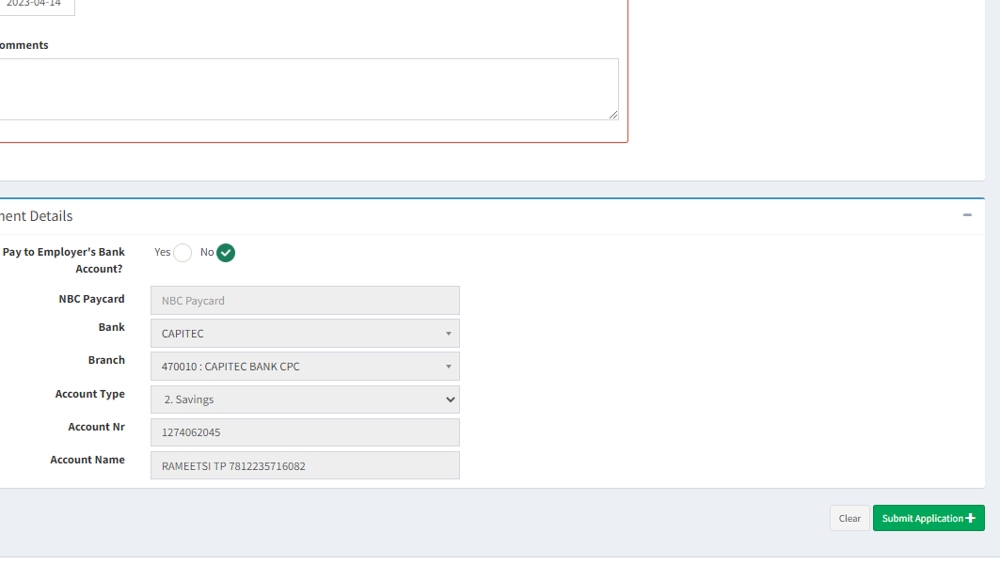 2023-04-14
omments
nent Details
Pay to Employer's Bank
Account?
Yes No
NBC Paycard
NBC Paycard
Bank
CAPITEC
Branch
470010 : CAPITEC BANK CPC
Account Type
2. Savings
Account Nr
1274062045
Account Name
RAMEETSI TP 7812235716082
Clear
Submit Application